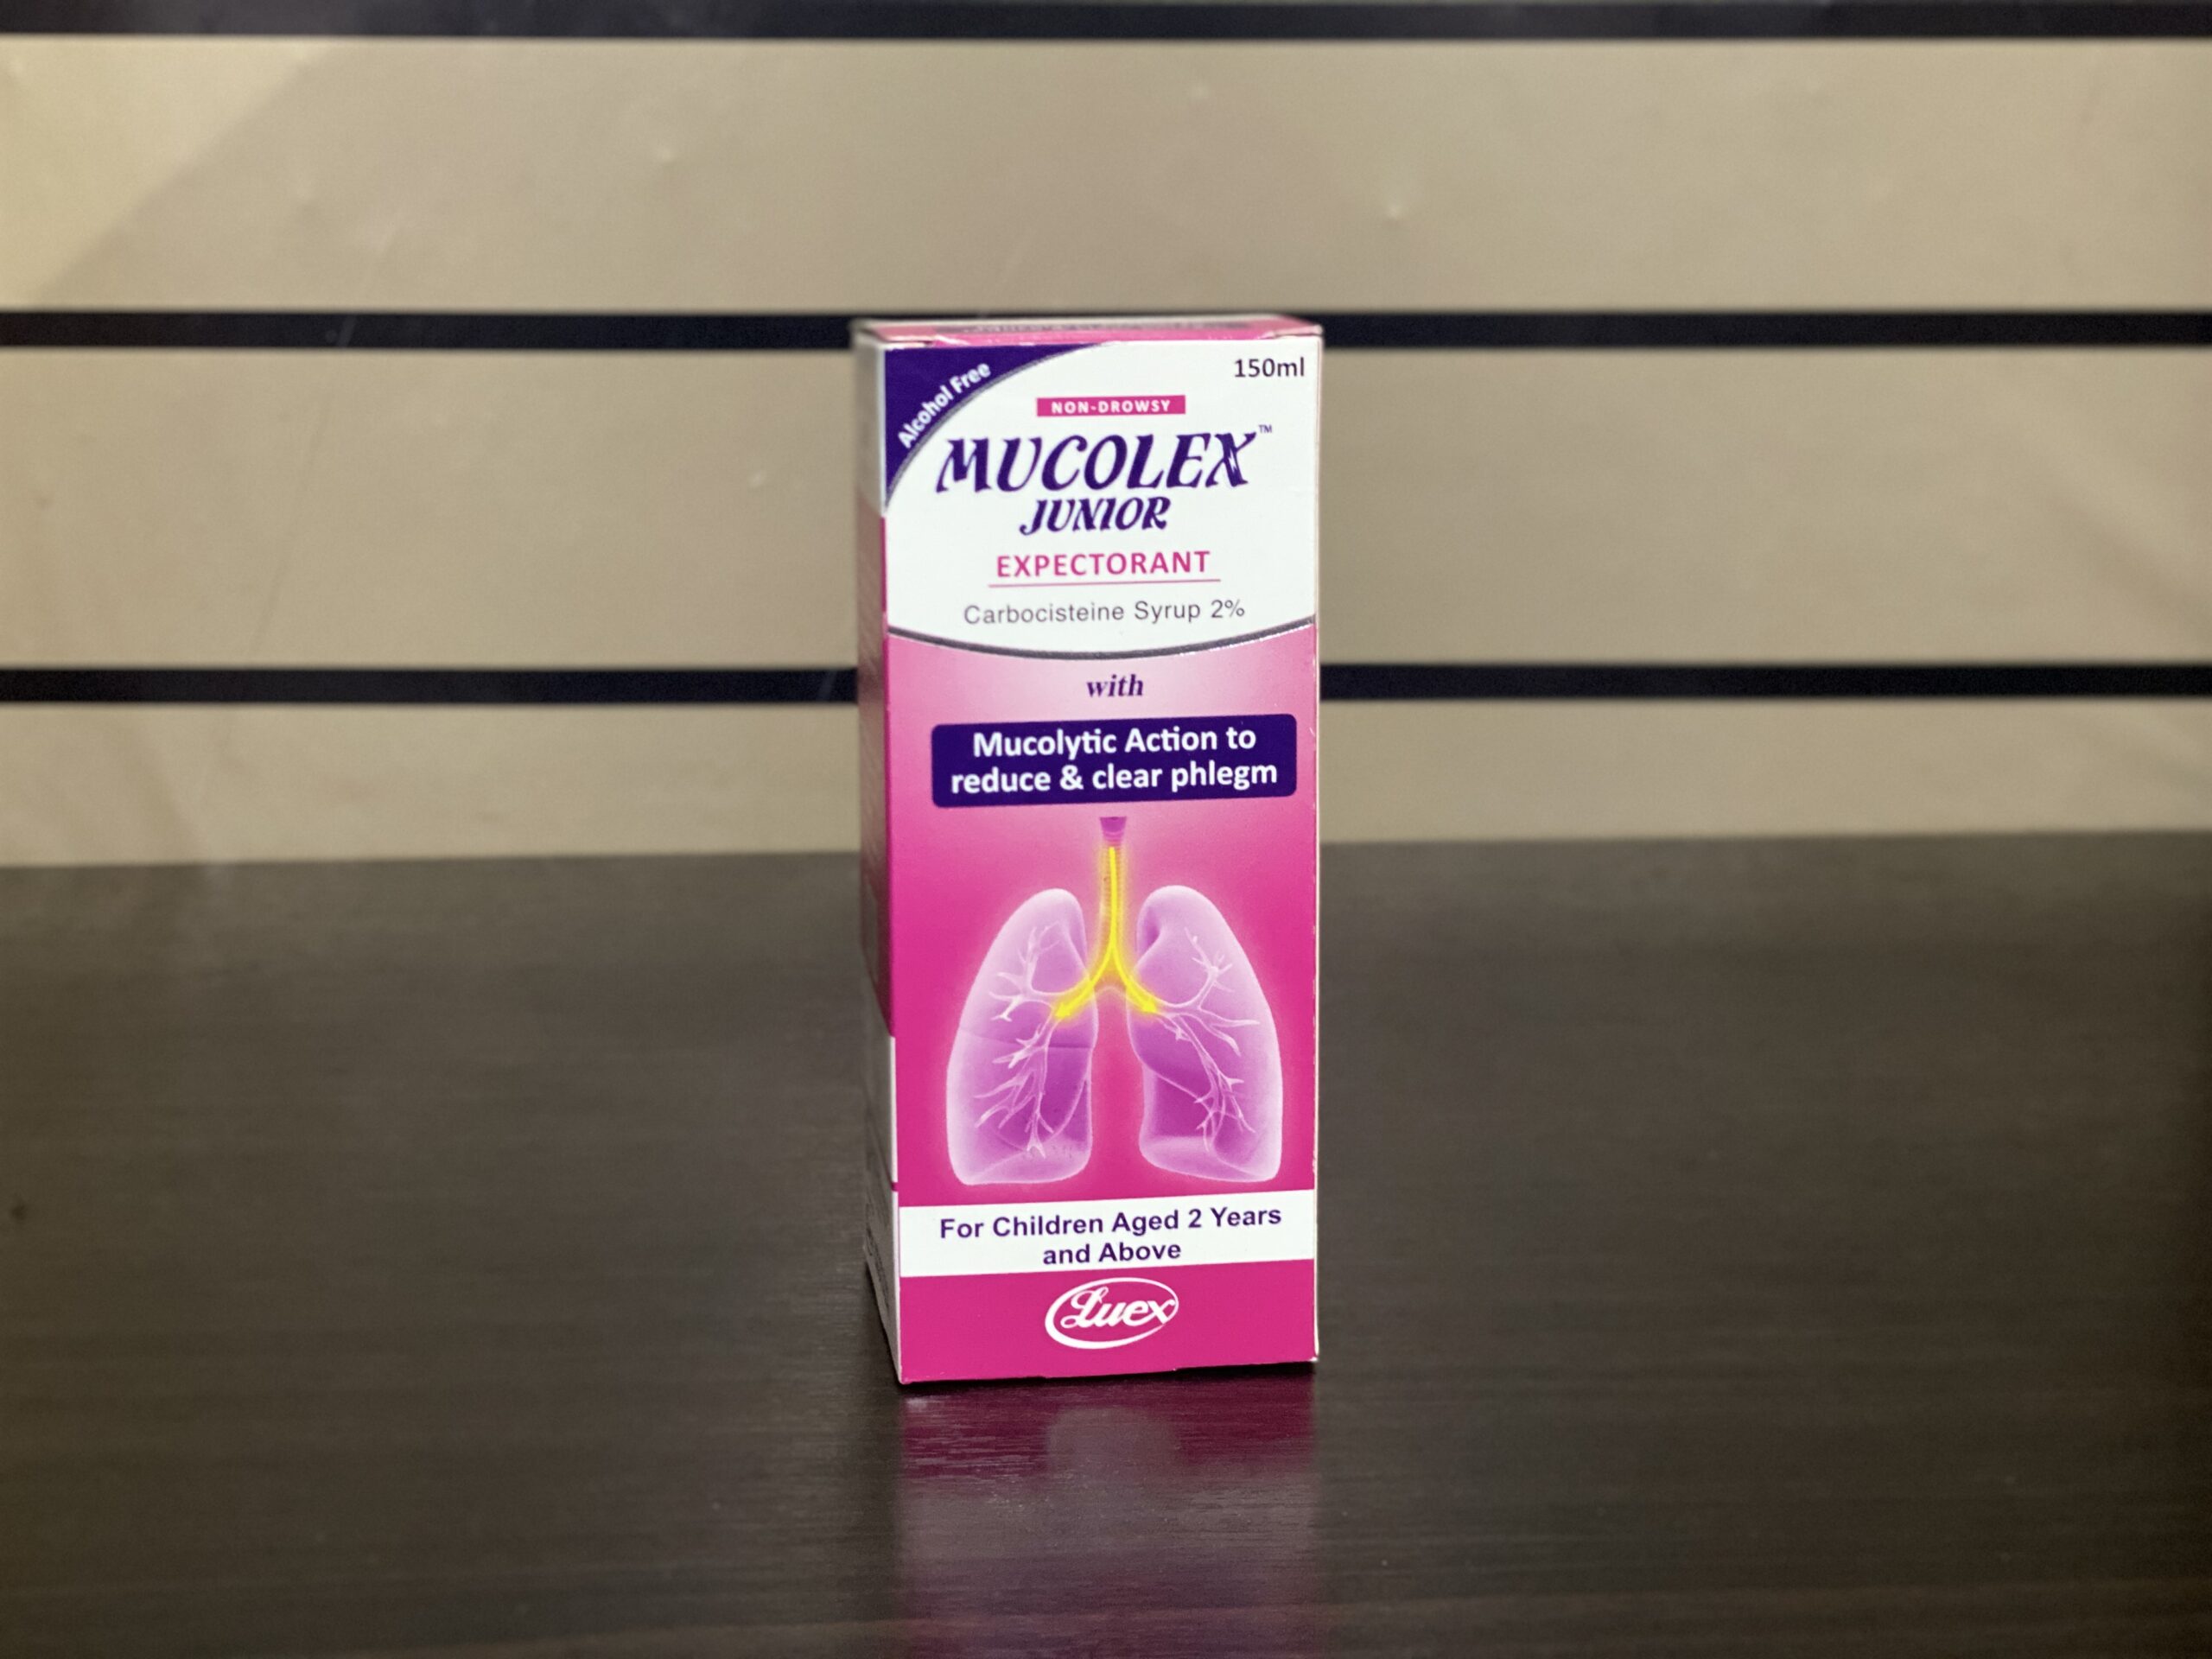 Alcohol Free
150ml
NON-DROWSY
MUCOLEX™
JUNIOR
EXPECTORANT
Carbocisteine Syrup 2%
with
Mucolytic Action to
reduce & clear phlegm
For Children Aged 2 Years
and Above
Luex